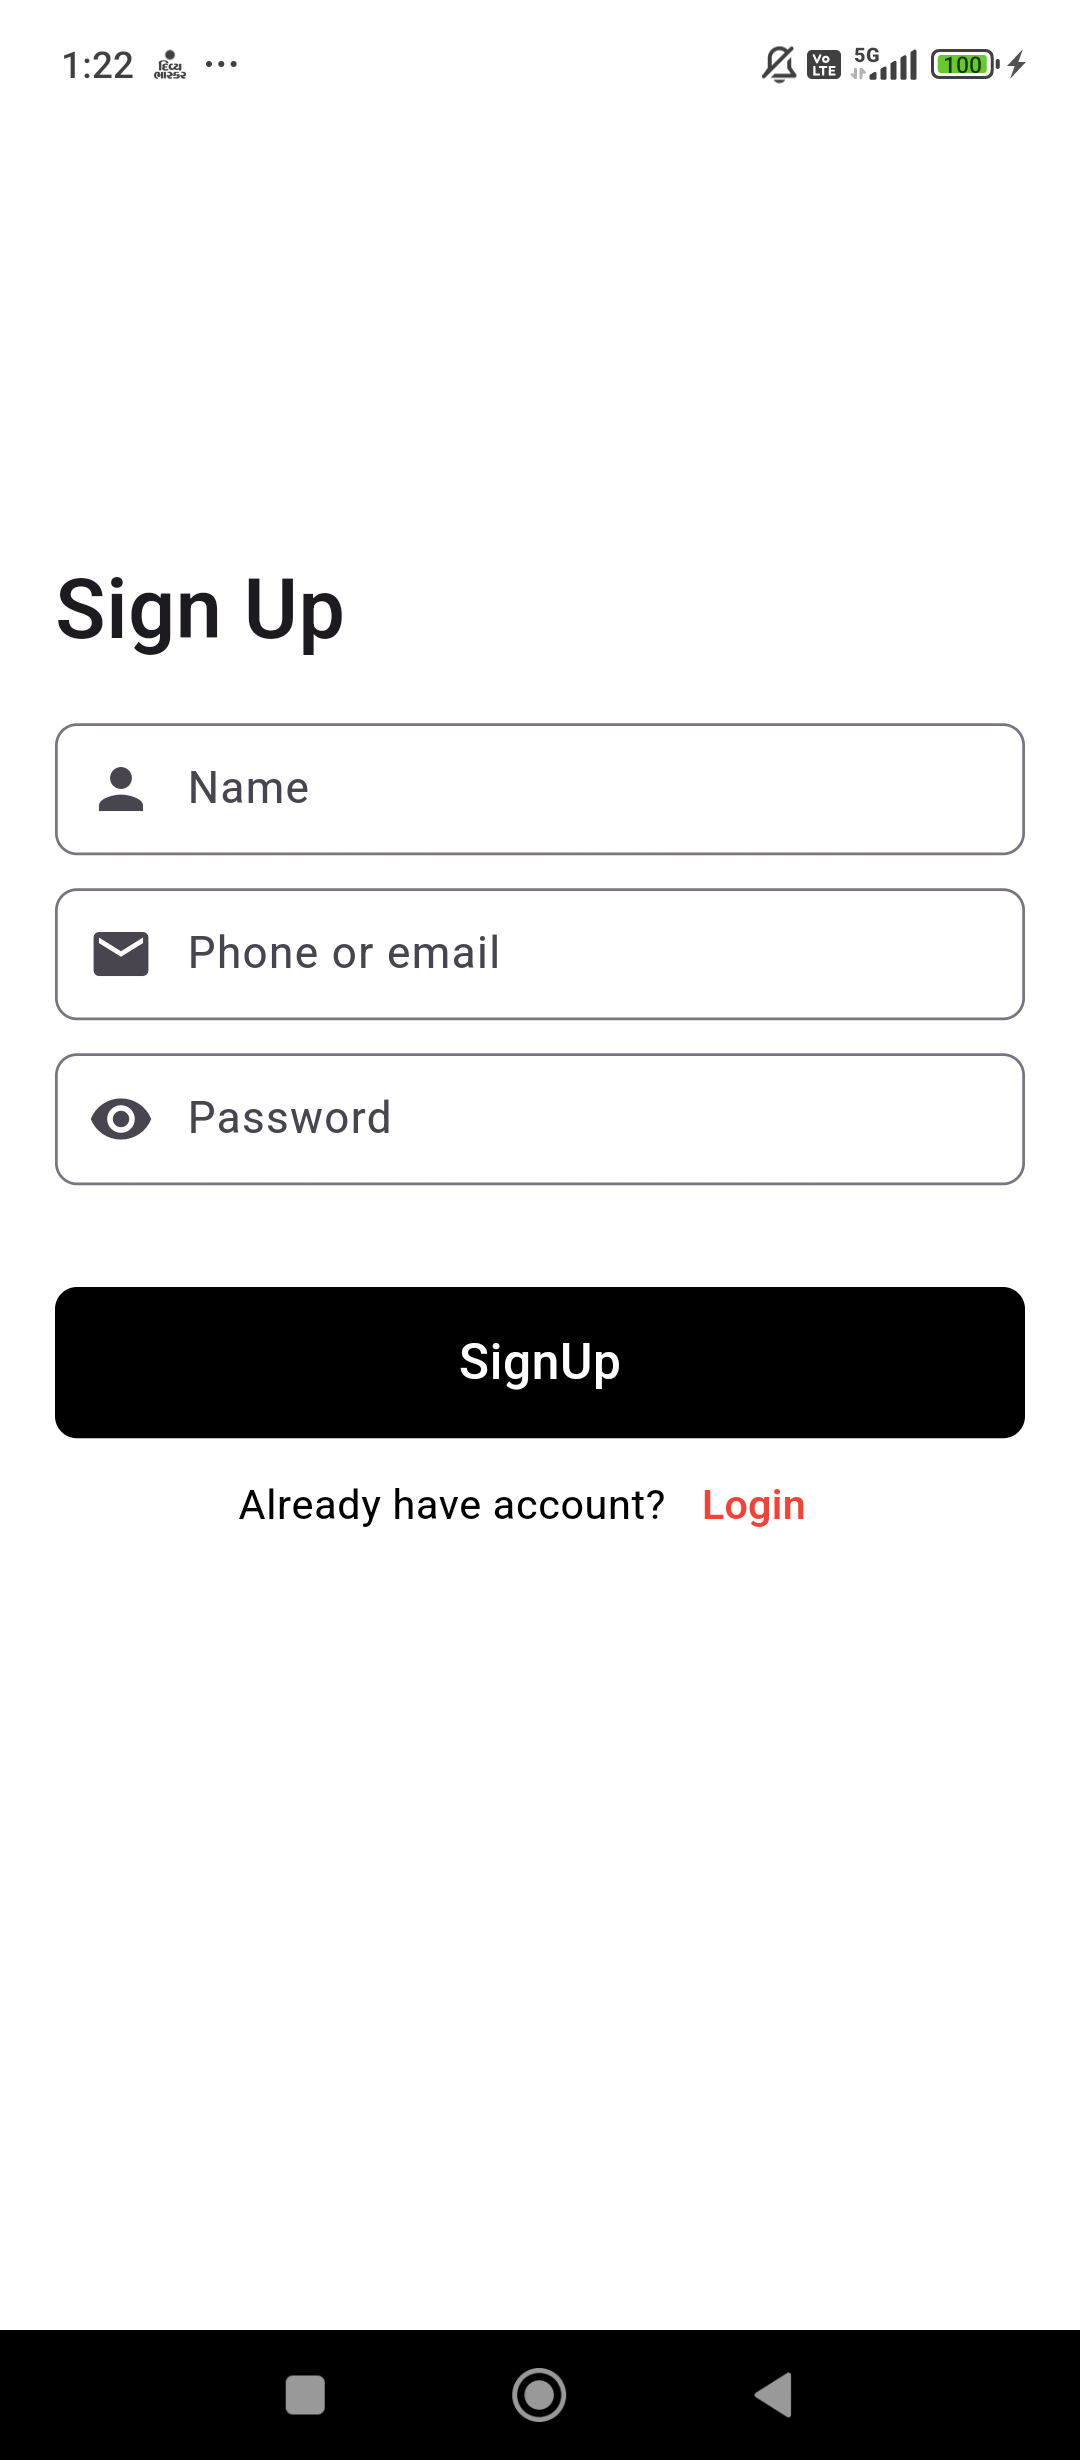 1:22 દિવ્ય ભાસ્કર ... Vo LTE 5G 100
Sign Up
Name
Phone or email
Password
SignUp
Already have account? Login